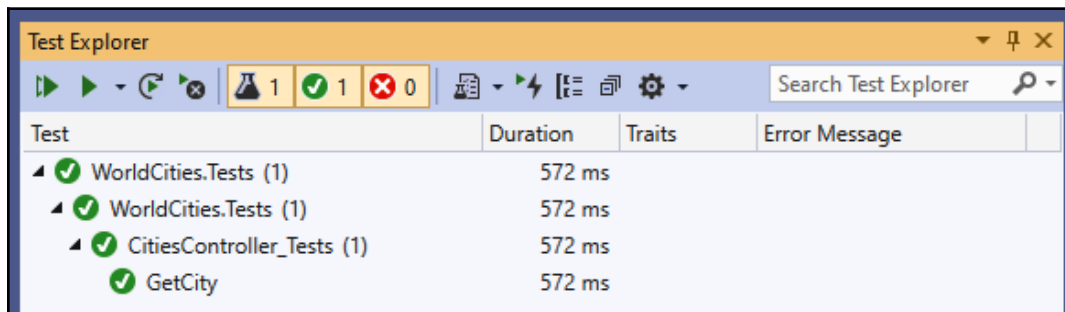 Test Explorer
1 1 0 Search Test Explorer
Test Duration Traits Error Message
WorldCities.Tests (1) 572 ms
WorldCities.Tests (1) 572 ms
CitiesController_Tests (1) 572 ms
GetCity 572 ms